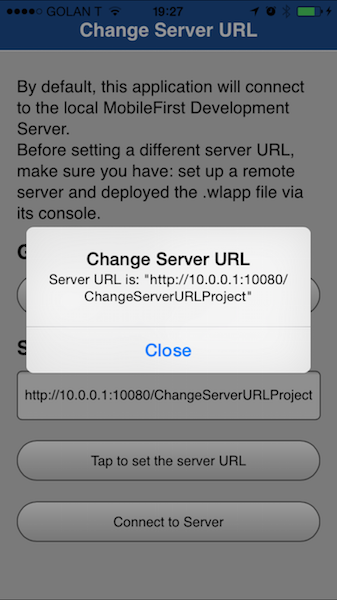 GOLAN T 19:27
Change Server URL
By default, this application will connect
to the local MobileFirst Development
Server.
Before setting a different server URL,
make sure you have: set up a remote
server and deployed the .wlapp file via
its console.
Change Server URL
Server URL is: "http://10.0.0.1:10080/
ChangeServerURLProject"
Close
http://10.0.0.1:10080/ChangeServerURLProject
Tap to set the server URL
Connect to Server